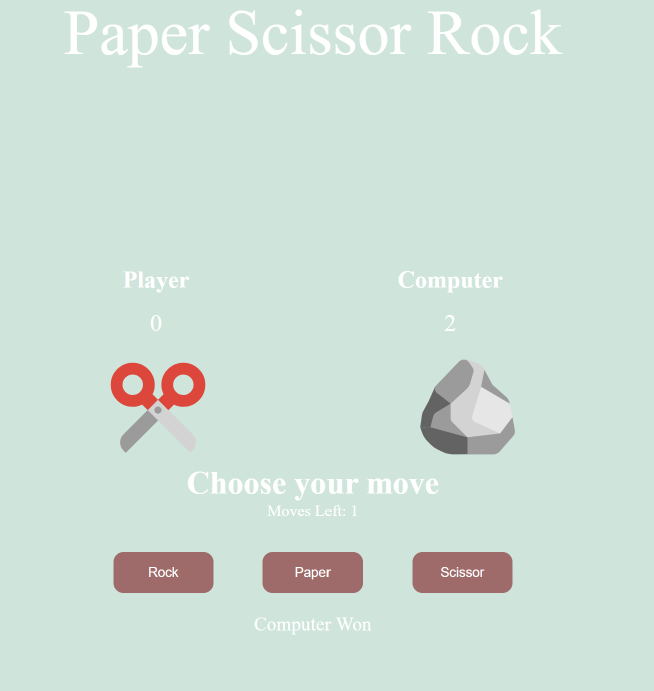 Paper Scissor Rock
Player
Computer
0
2
Choose your move
Moves Left: 1
Rock
Paper
Scissor
Computer Won